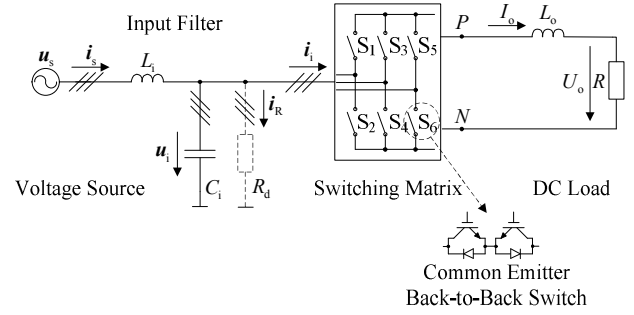 Input Filter
P
I_o
L_o
u_s
i_s
L_i
i_i
S_1
S_3
S_5
i_R
U_o
R
S_2
S_4
S_6
N
u_i
C_i
R_d
Voltage Source
Switching Matrix
DC Load
Common Emitter
Back-to-Back Switch